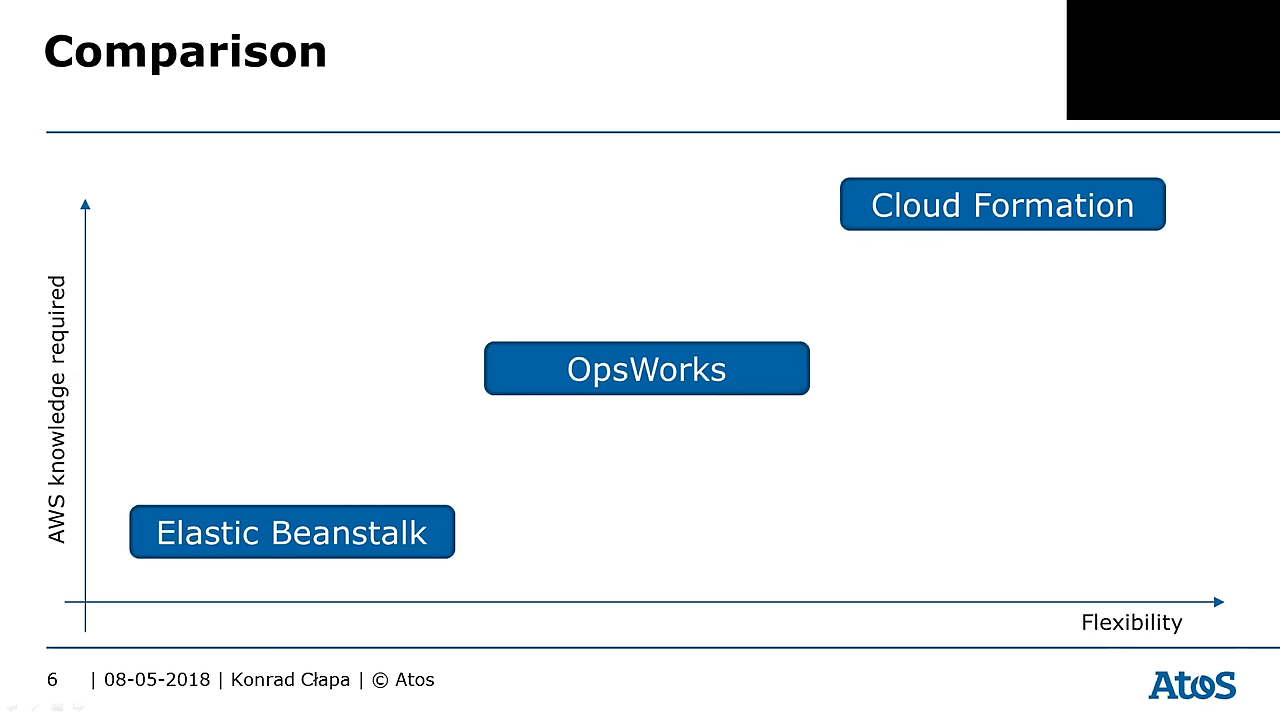 Comparison
Cloud Formation
AWS knowledge required
OpsWorks
Elastic Beanstalk
Flexibility
6 | 08-05-2018 | Konrad Cłapa | © Atos
Atos